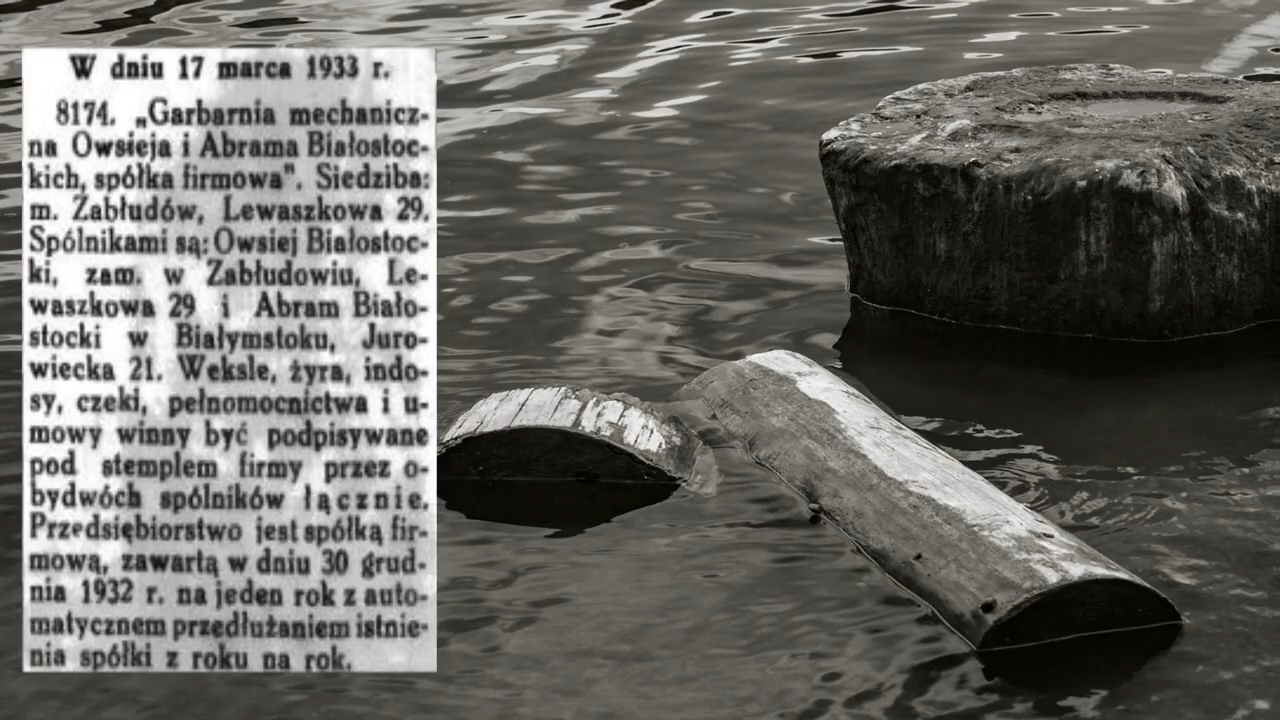 W dniu 17 marca 1933 r.
8174. „Garbarnia mechanicz-
na Owsieja i Abrama Białostoc-
kich, spółka firmowa". Siedziba:
m. Zabłudów, Lewaszkowa 29.
Spólnikami są: Owsiej Białostoc-
ki, zam. w Zabłudowiu, Le-
waszkowa 29 i Abram Biało-
stocki w Białymstoku, Juro-
wiecka 21. Weksle, żyra, indo-
sy, czeki, pełnomocnictwa i u-
mowy winny być podpisywane
pod stemplem firmy przez o-
bydwóch spólników łącznie.
Przedsiębiorstwo jest spółką fir-
mową, zawartą w dniu 30 grud-
nia 1932 r. na jeden rok z auto-
matycznem przedłużaniem istnie-
nia spółki z roku na rok.